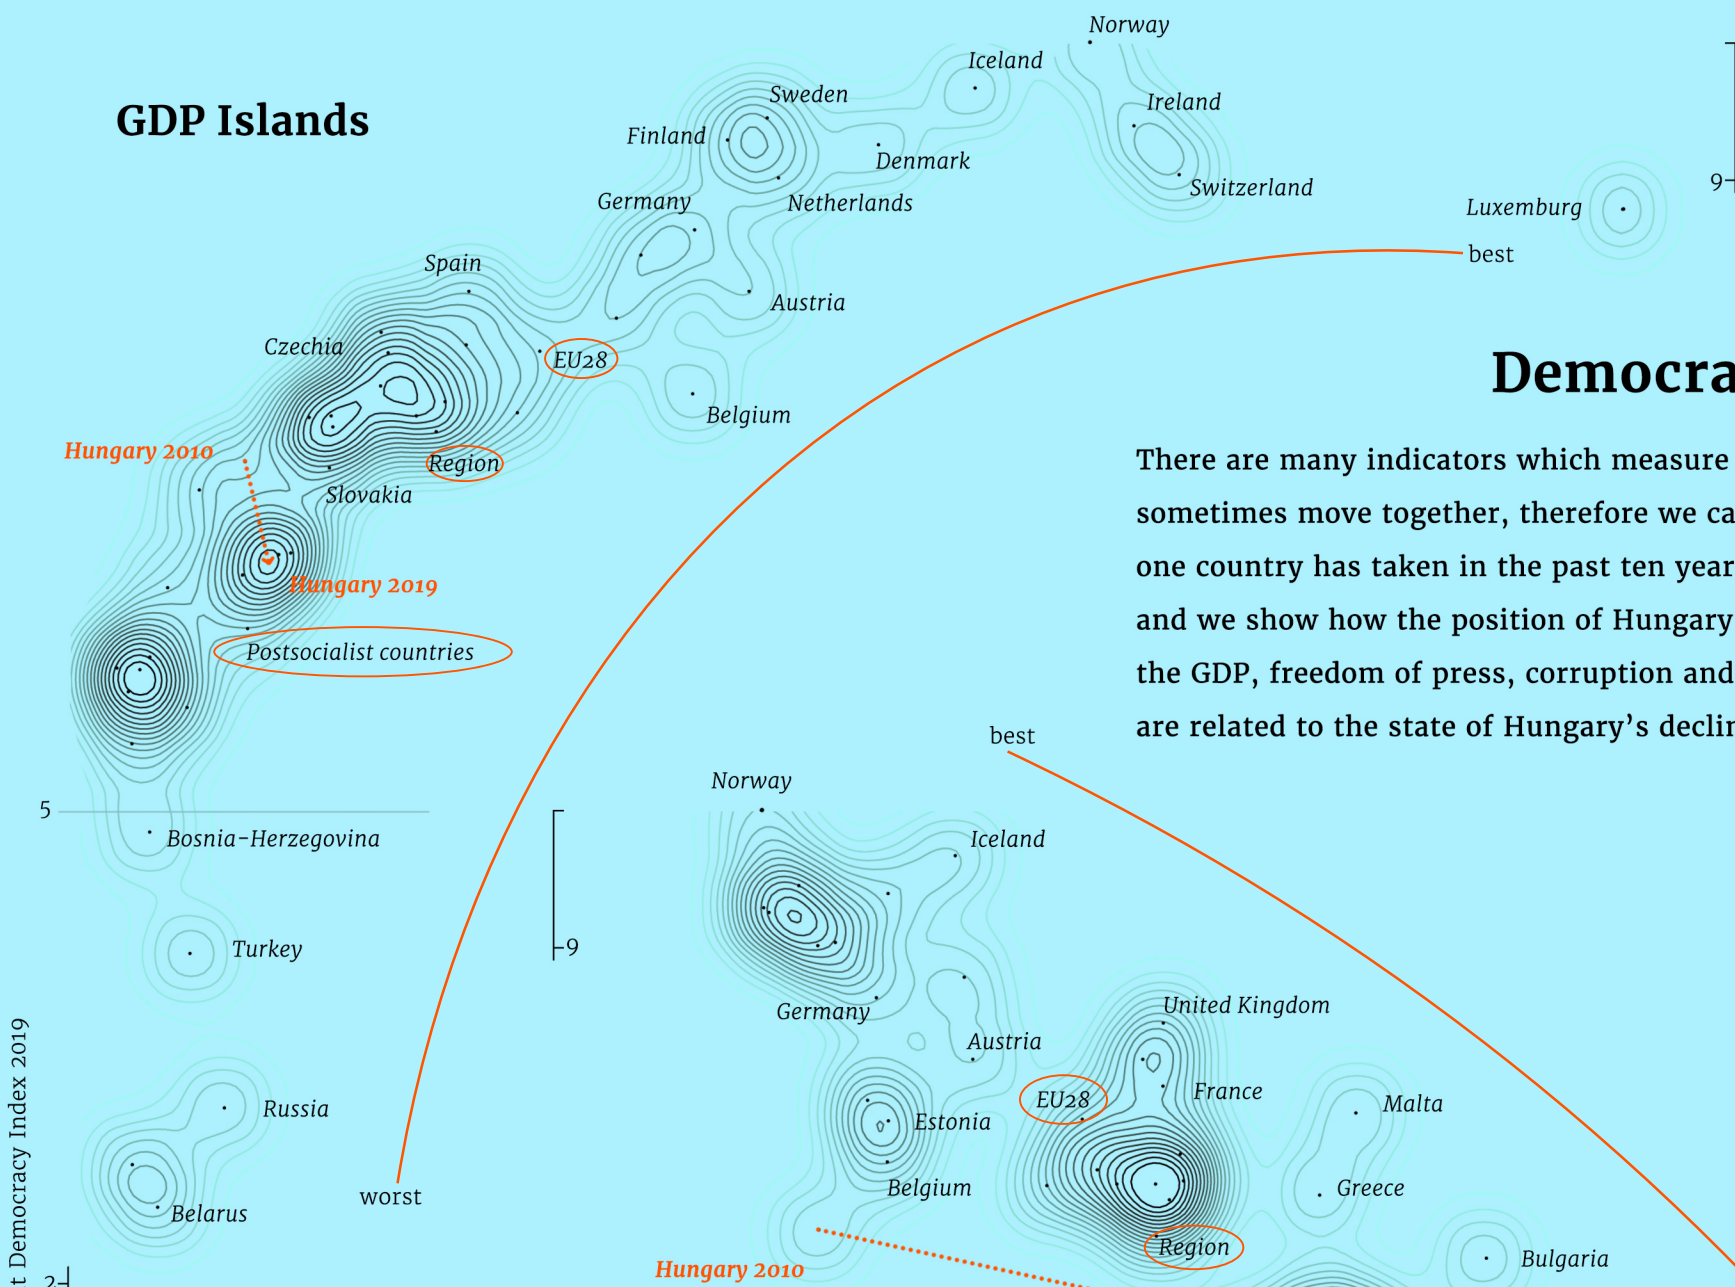 Norway
Iceland
Sweden
GDP Islands
Ireland
Finland
Denmark
9
Switzerland
Germany
Netherlands
Luxemburg
best
Spain
Austria
Czechia
EU28
Democra
Belgium
Hungary 2010
Region
There are many indicators which measure
Slovakia
sometimes move together, therefore we ca
one country has taken in the past ten year
Hungary 2019
and we show how the position of Hungary
Postsocialist countries
the GDP, freedom of press, corruption and
are related to the state of Hungary’s declin
best
Norway
5
Bosnia-Herzegovina
Iceland
Turkey
9
Germany
United Kingdom
Austria
t Democracy Index 2019
Russia
EU28
France
Malta
Estonia
worst
Belgium
Greece
Belarus
Region
Hungary 2010
Bulgaria
2